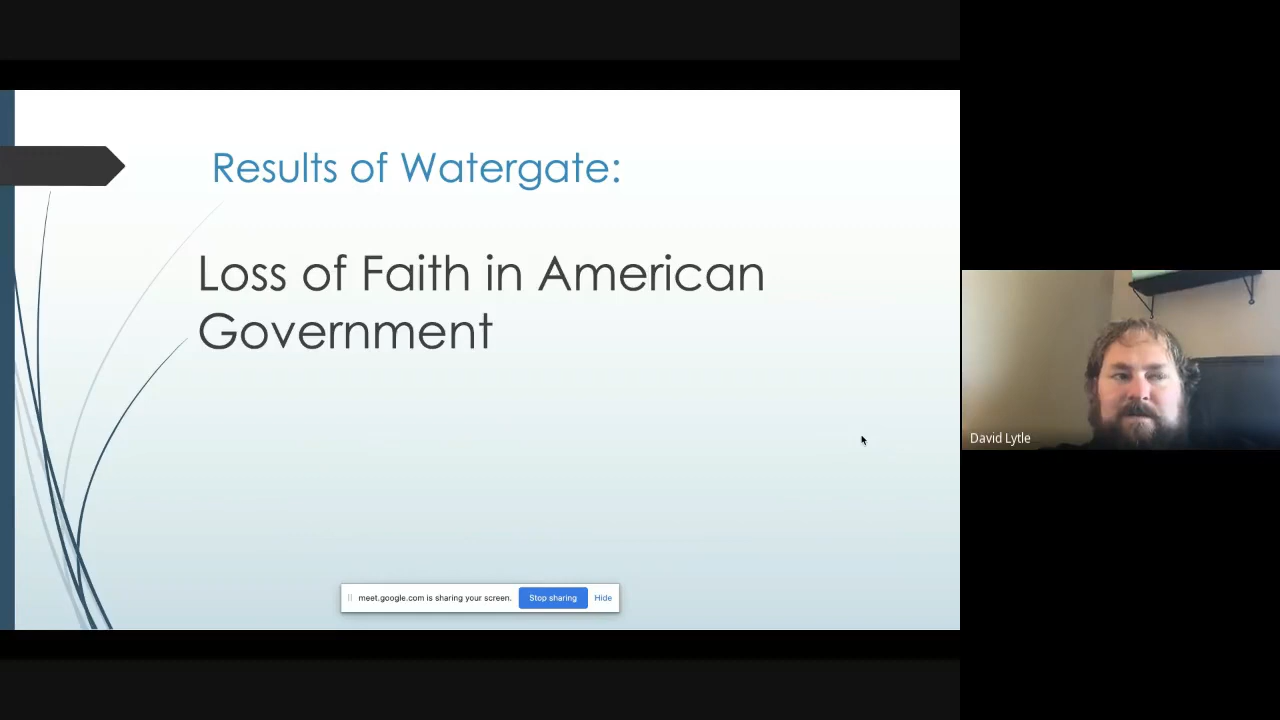 Results of Watergate:
Loss of Faith in American
Government
David Lytle
meet.google.com is sharing your screen. Stop sharing Hide